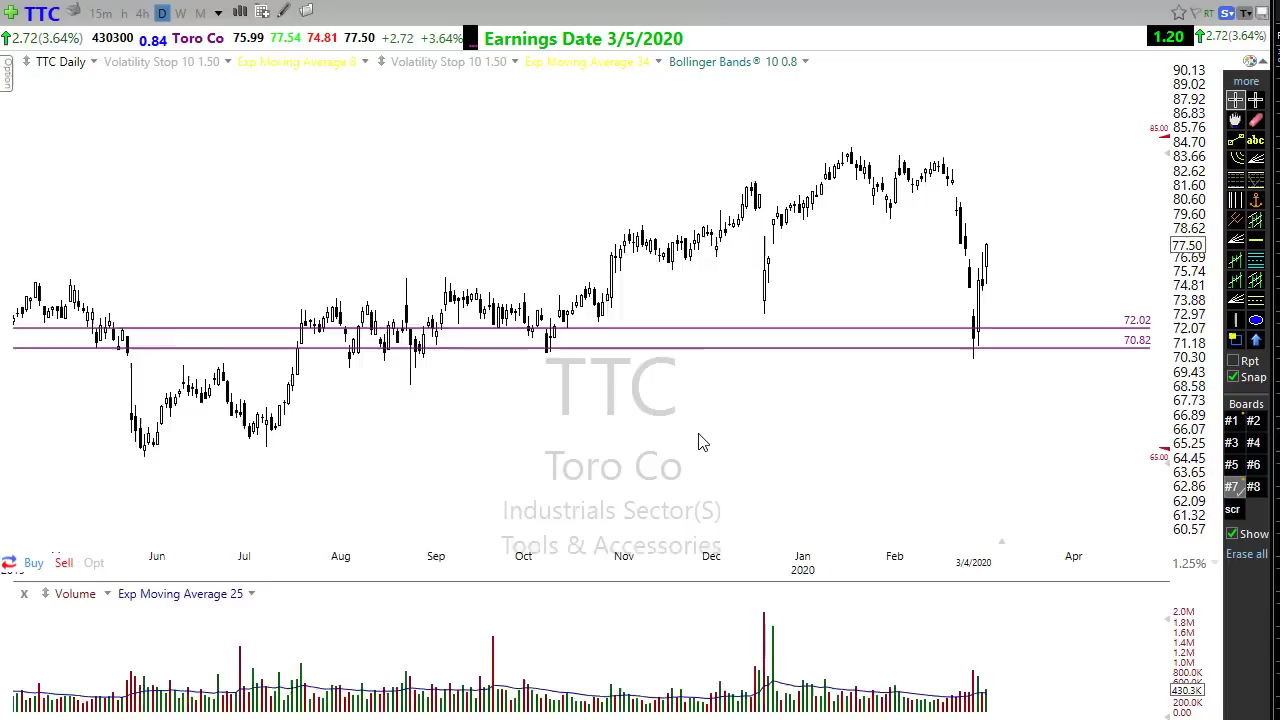 TTC 15m h 4h D W M RT S T
2.72(3.64%) 430300 0.84 Toro Co 75.99 77.54 74.81 77.50 +2.72 +3.64% Earnings Date 3/5/2020 1.20 2.72(3.64%)
Option
TTC Daily Volatility Stop 10 1.50 Exp Moving Average 8 Volatility Stop 10 1.50 Exp Moving Average 34 Bollinger Bands® 10 0.8
90.13
89.02
87.92
86.83
85.76
85.00
84.70
83.66
82.62
81.60
80.60
79.60
78.62
77.50
76.69
75.74
74.81
73.88
72.97
72.02
72.07
70.82
71.18
70.30
69.43
68.58
67.73
66.89
66.07
65.25
65.00
64.45
63.65
62.86
62.09
61.32
60.57
TTC
Toro Co
Industrials Sector(S)
Tools & Accessories
Jun Jul Aug Sep Oct Nov Dec Jan Feb Apr
2020 3/4/2020
Buy Sell Opt
1.25%
x Volume Exp Moving Average 25
2.0M
1.8M
1.6M
1.4M
1.2M
1.0M
800.0K
430.3K
200.0K
0.00
more
abc
Rpt
Snap
Boards
#1 #2
#3 #4
#5 #6
#7 #8
scr
Show
Erase all